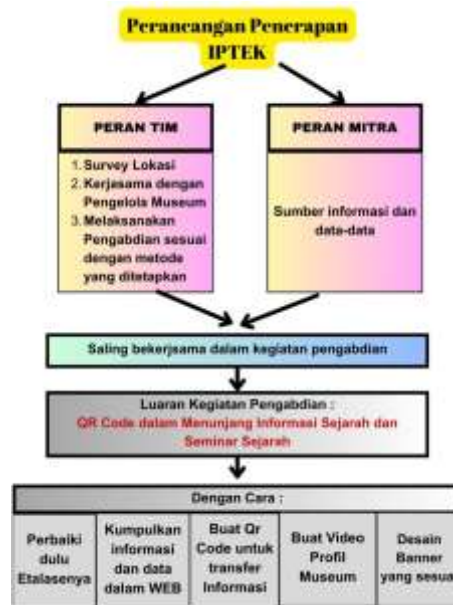 Perancangan Penerapan
IPTEK
PERAN TIM
1. Survey Lokasi
2. Kerjasama dengan
Pengelola Museum
3. Melaksanakan
Pengabdian sesuai
dengan metode
yang ditetapkan
PERAN MITRA
Sumber informasi dan
data-data
Saling bekerjsama dalam kegiatan pengabdian
Luaran Kegiatan Pengabdian :
QR Code dalam Menunjang Informasi Sejarah dan
Seminar Sejarah
Dengan Cara :
Perbaiki
dulu
Etalasenya
Kumpulkan
informasi
dan data
dalam WEB
Buat Qr
Code untuk
transfer
Informasi
Buat Video
Profil
Museum
Desain
Banner
yang sesua